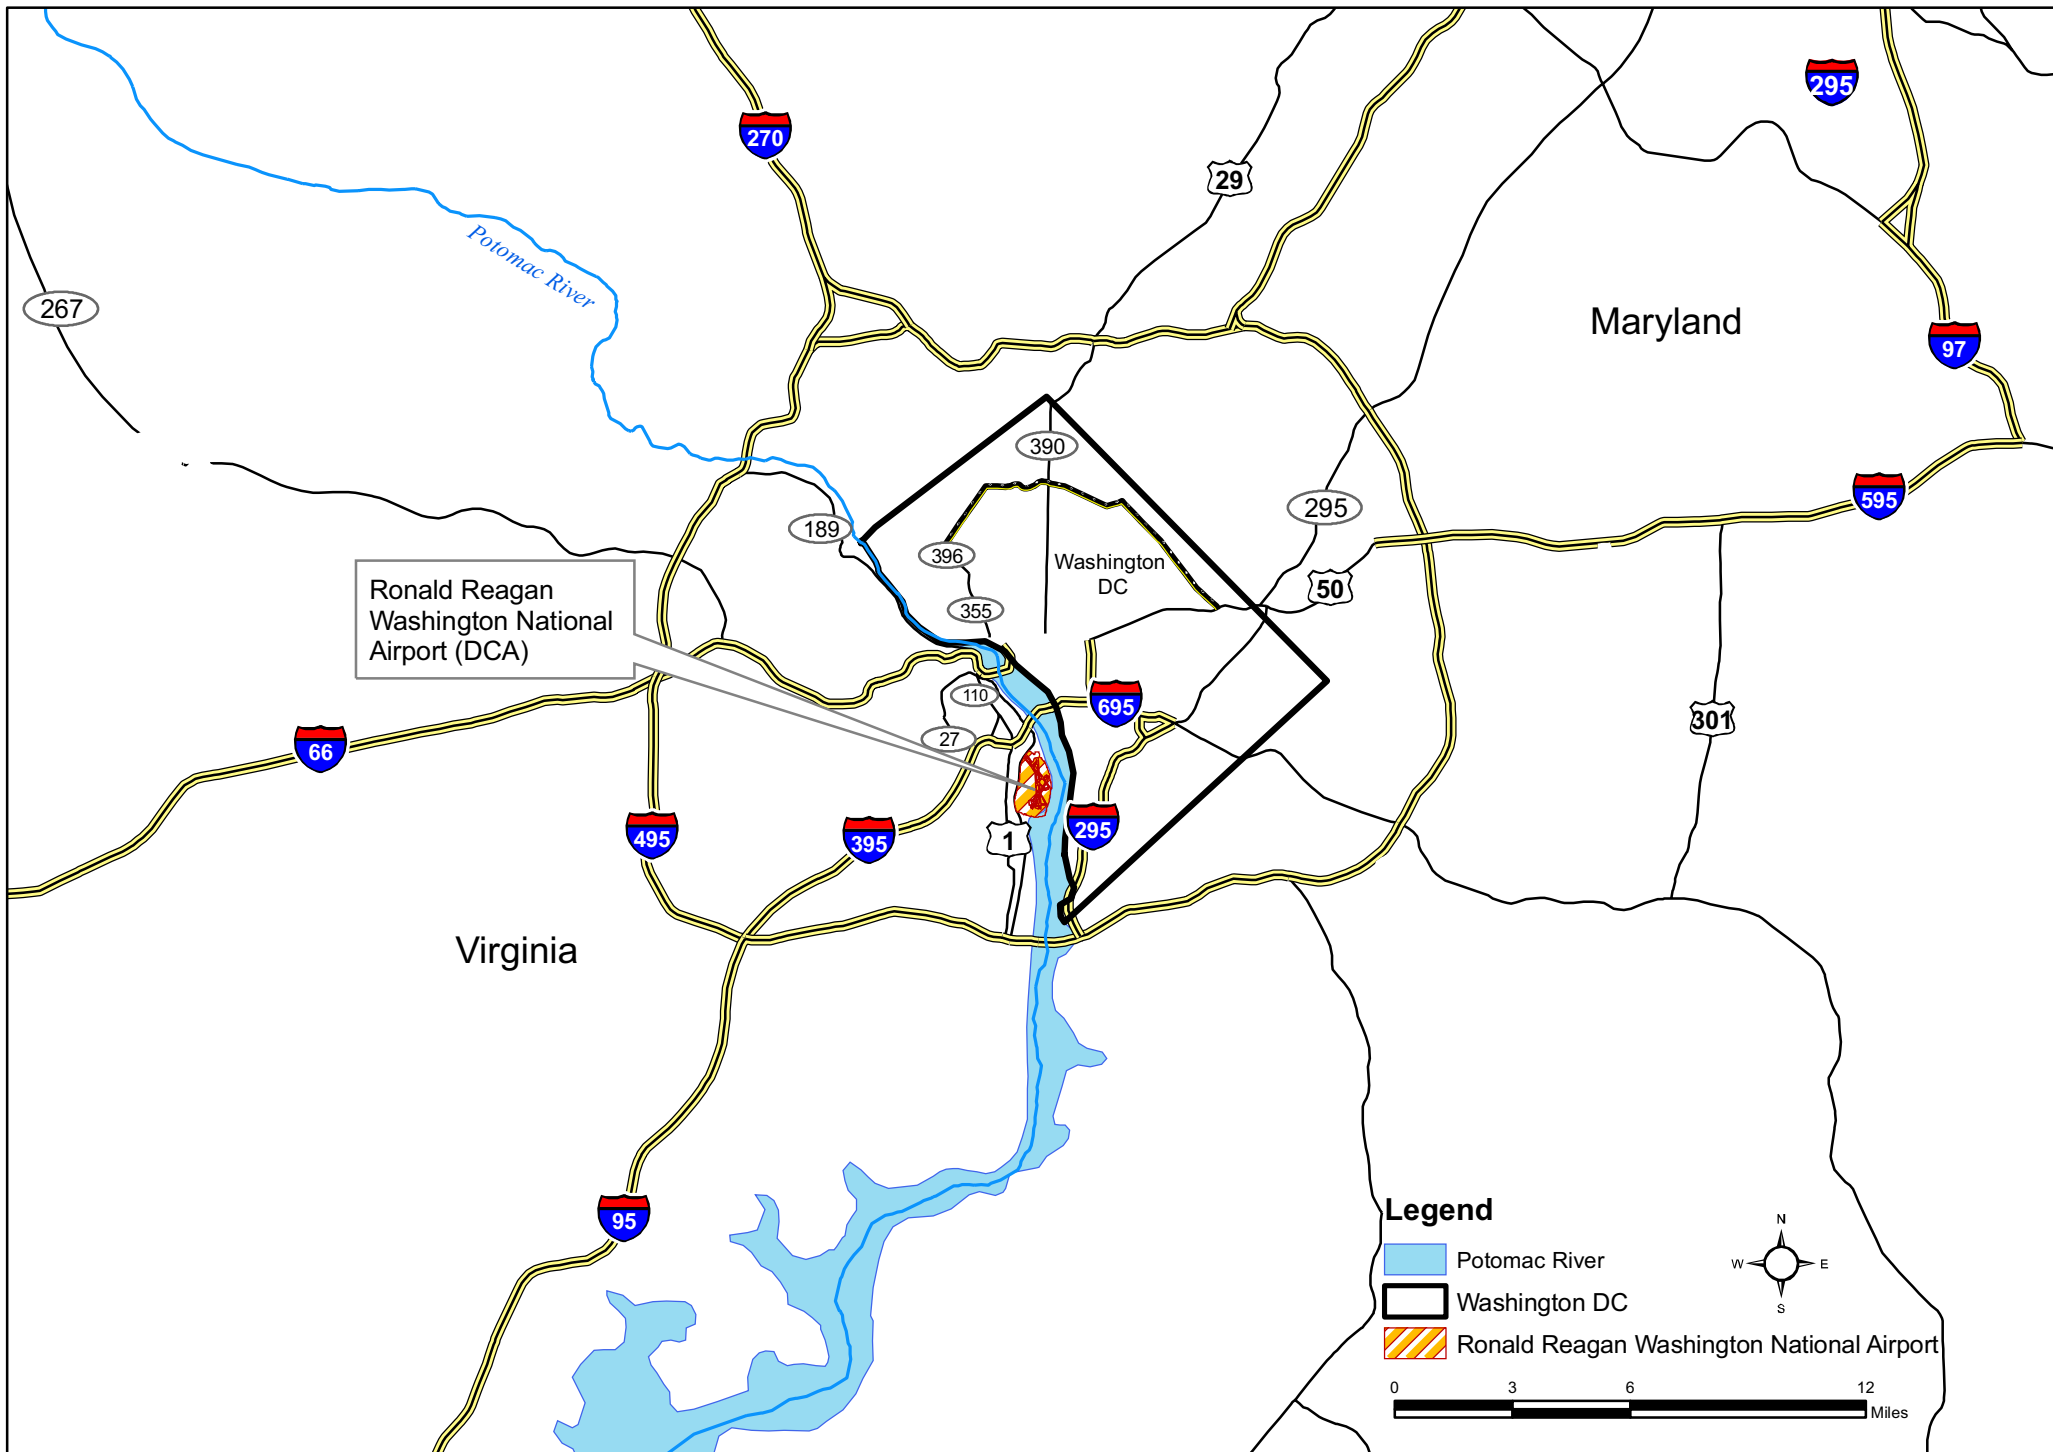 295
270
29
Potomac River
267
Maryland
97
390
595
295
189
396
Washington
DC
50
Ronald Reagan
Washington National
Airport (DCA)
355
110
695
301
27
66
495
395
1
295
Virginia
95
Legend
Potomac River
Washington DC
Ronald Reagan Washington National Airport
N
W E
S
0 3 6 12
Miles